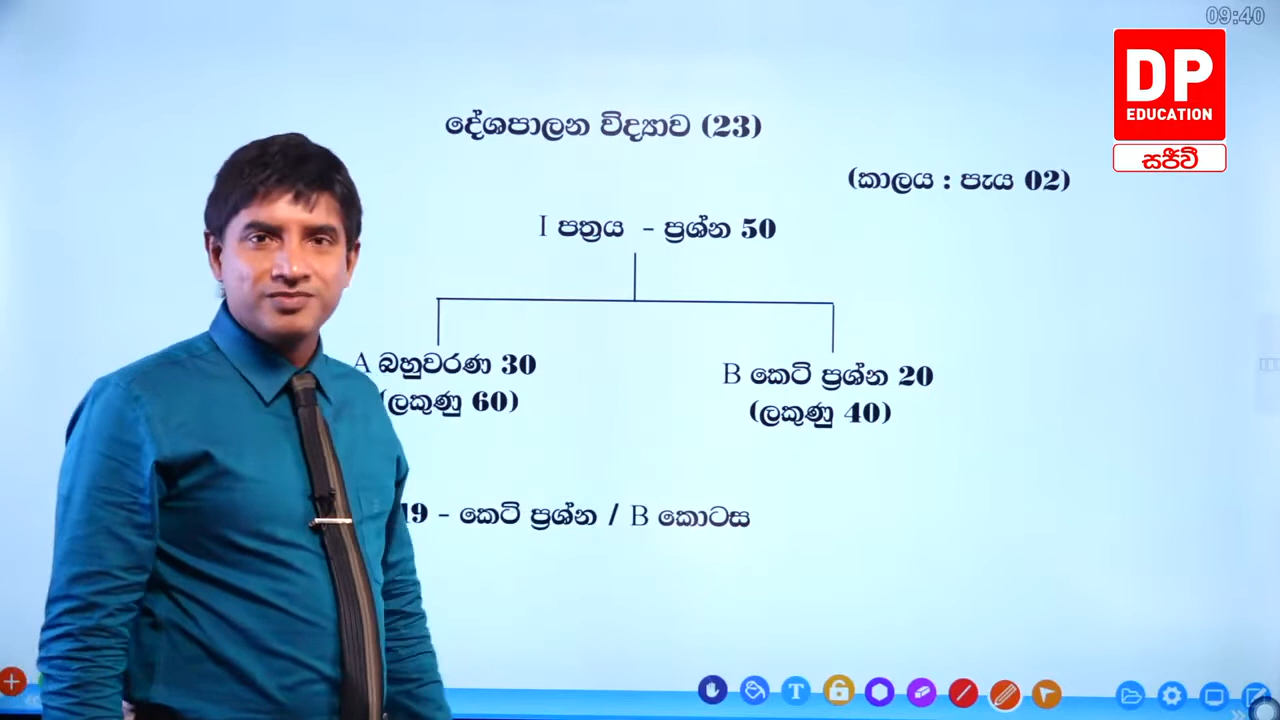 09:40
DP
EDUCATION
සජීවී
දේශපාලන විද්‍යාව (23)
(කාලය : පැය 02)
I පත්‍රය - ප්‍රශ්න 50
A බහුවරණ 30
(ලකුණු 60)
B කෙටි ප්‍රශ්න 20
(ලකුණු 40)
19 - කෙටි ප්‍රශ්න / B කොටස
T